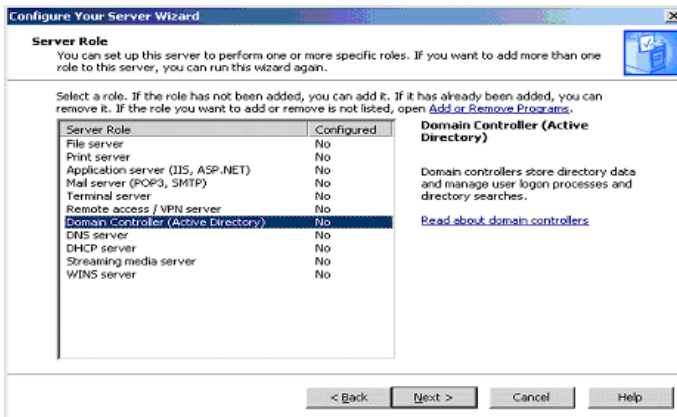 Configure Your Server Wizard
Server Role
You can set up this server to perform one or more specific roles. If you want to add more than one
role to this server, you can run this wizard again.
Select a role. If the role has not been added, you can add it. If it has already been added, you can
remove it. If the role you want to add or remove is not listed, open Add or Remove Programs.
Server Role Configured
File server No
Print server No
Application server (IIS, ASP.NET) No
Mail server (POP3, SMTP) No
Terminal server No
Remote access / VPN server No
Domain Controller (Active Directory) No
DNS server No
DHCP server No
Streaming media server No
WINS server No
Domain Controller (Active
Directory)
Domain controllers store directory data
and manage user logon processes and
directory searches.
Read about domain controllers
< Back Next > Cancel Help